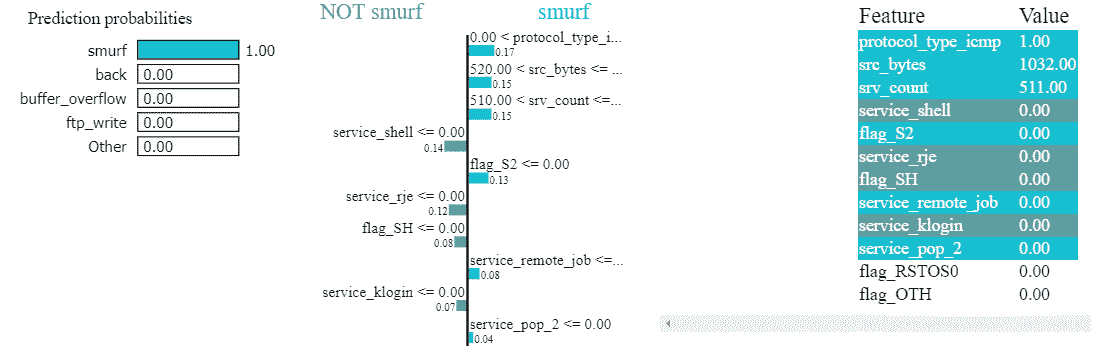 Prediction probabilities
smurf 1.00
back 0.00
buffer_overflow 0.00
ftp_write 0.00
Other 0.00
NOT smurf smurf
0.00 < protocol_type_i...
0.17
520.00 < src_bytes <= ...
0.15
510.00 < srv_count <=...
0.15
service_shell <= 0.00
0.14
flag_S2 <= 0.00
0.13
service_rje <= 0.00
0.12
flag_SH <= 0.00
0.08
service_remote_job <=...
0.08
service_klogin <= 0.00
0.07
service_pop_2 <= 0.00
0.04
Feature Value
protocol_type_icmp 1.00
src_bytes 1032.00
srv_count 511.00
service_shell 0.00
flag_S2 0.00
service_rje 0.00
flag_SH 0.00
service_remote_job 0.00
service_klogin 0.00
service_pop_2 0.00
flag_RSTOS0 0.00
flag_OTH 0.00